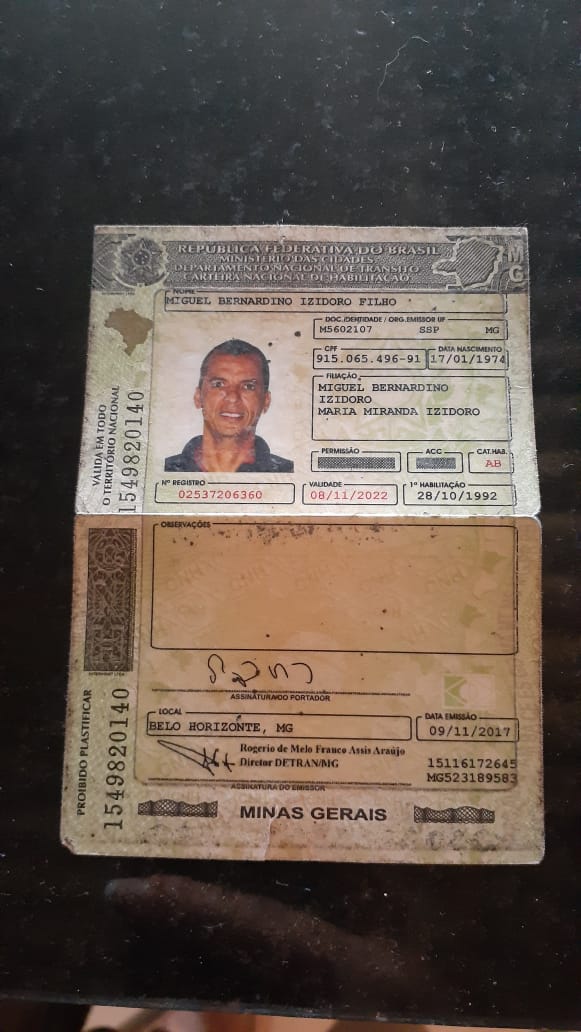 REPÚBLICA FEDERATIVA DO BRASIL
MINISTÉRIO DAS CIDADES
DEPARTAMENTO NACIONAL DE TRÂNSITO
CARTEIRA NACIONAL DE HABILITAÇÃO
MG
NOME
MIGUEL BERNARDINO IZIDORO FILHO
DOC. IDENTIDADE / ORG. EMISSOR UF
M5602107 SSP MG
CPF DATA NASCIMENTO
915.065.496-91 17/01/1974
FILIAÇÃO
MIGUEL BERNARDINO
IZIDORO
MARIA MIRANDA IZIDORO
PERMISSÃO ACC CAT. HAB.
AB
Nº REGISTRO VALIDADE 1ª HABILITAÇÃO
02537206360 08/11/2022 28/10/1992
VÁLIDA EM TODO
O TERRITÓRIO NACIONAL
1549820140
OBSERVAÇÕES
ASSINATURA DO PORTADOR
LOCAL DATA EMISSÃO
BELO HORIZONTE, MG 09/11/2017
Rogerio de Melo Franco Assis Araújo
Diretor DETRAN/MG
15116172645
MG523189583
ASSINATURA DO EMISSOR
MINAS GERAIS
PROIBIDO PLASTIFICAR
1549820140